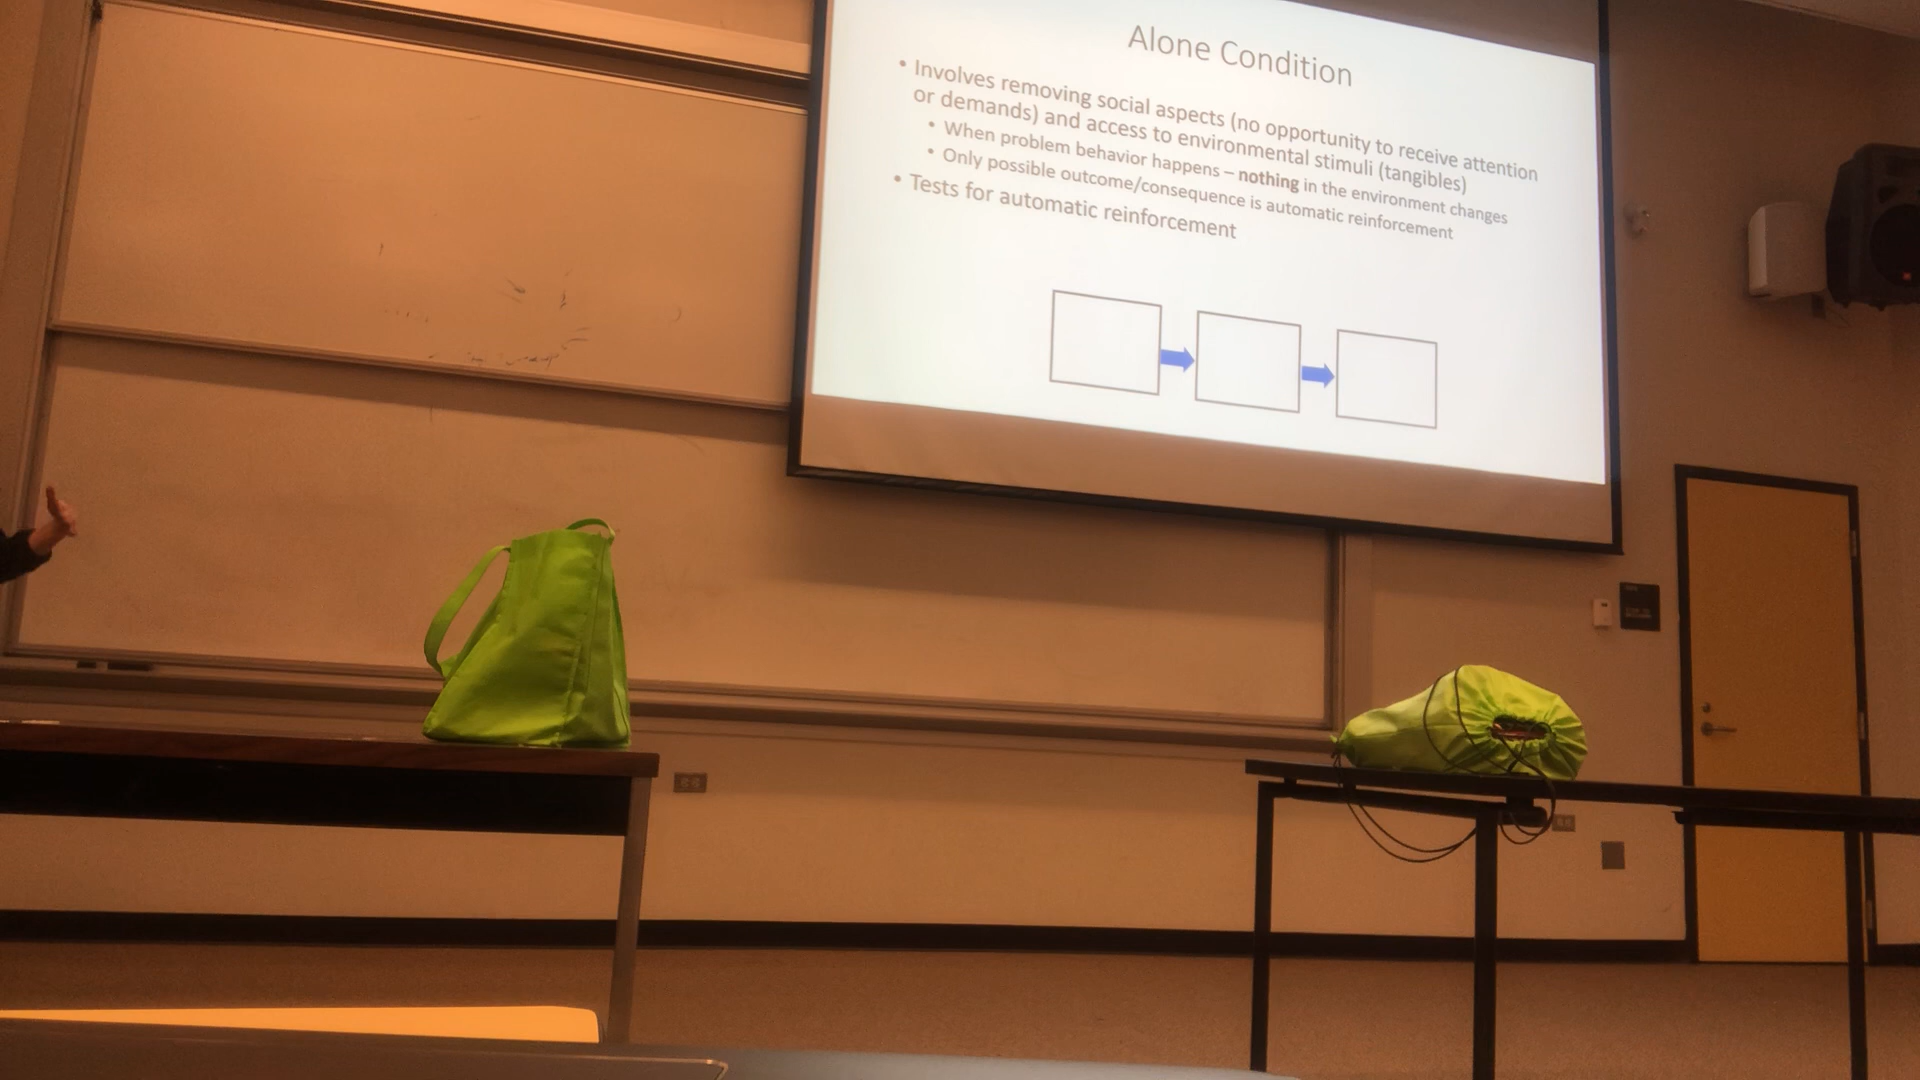 Alone Condition
• Involves removing social aspects (no opportunity to receive attention
or demands) and access to environmental stimuli (tangibles)
• When problem behavior happens – nothing in the environment changes
• Only possible outcome/consequence is automatic reinforcement
• Tests for automatic reinforcement